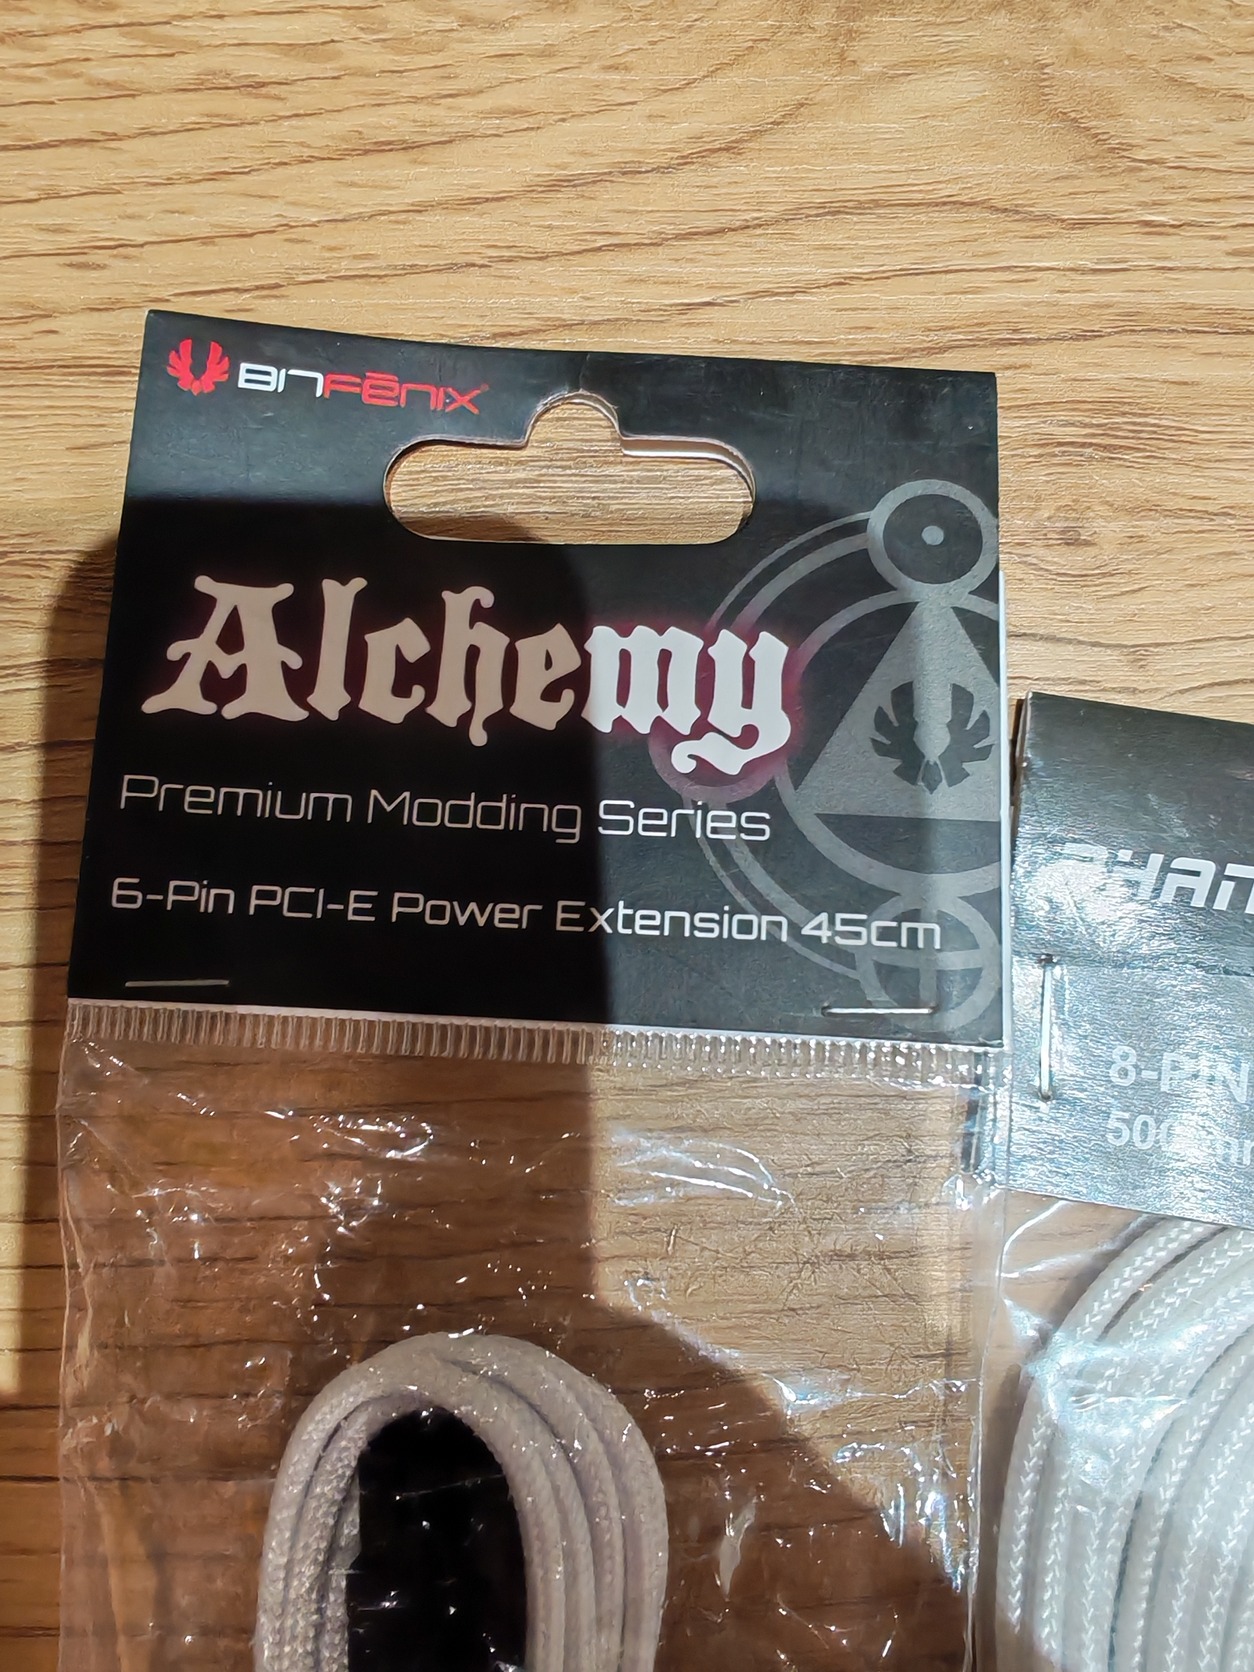 BITFENIX
Alchemy
Premium Modding Series
6-Pin PCI-E Power Extension 45cm
8-PIN